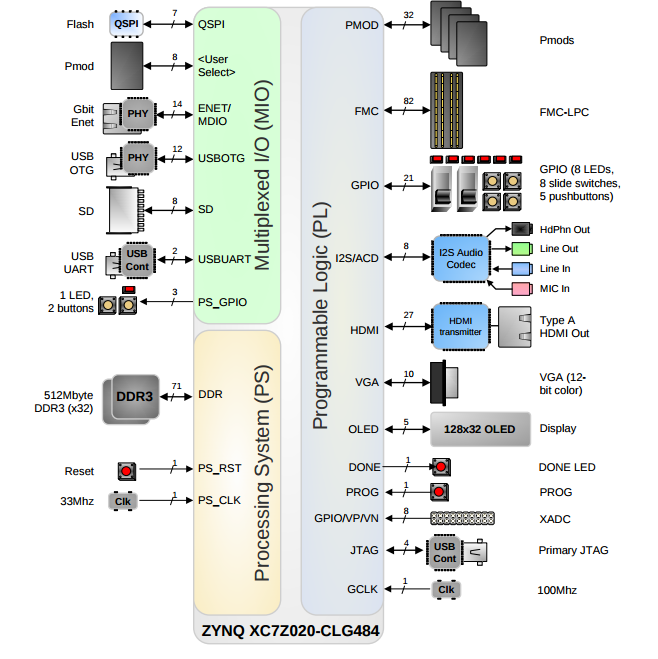 Flash
QSPI
7
QSPI
Pmod
8
<User
Select>
Gbit
Enet
PHY
14
ENET/
MDIO
USB
OTG
PHY
12
USBOTG
SD
8
SD
USB
UART
USB
Cont
2
USBUART
1 LED,
2 buttons
3
PS_GPIO
Multiplexed I/O (MIO)
512Mbyte
DDR3 (x32)
DDR3
71
DDR
Reset
1
PS_RST
33Mhz
Clk
1
PS_CLK
Processing System (PS)
Programmable Logic (PL)
PMOD
32
Pmods
FMC
82
FMC-LPC
GPIO
21
GPIO (8 LEDs,
8 slide switches,
5 pushbuttons)
I2S/ACD
8
I2S Audio
Codec
HdPhn Out
Line Out
Line In
MIC In
HDMI
27
HDMI
transmitter
Type A
HDMI Out
VGA
10
VGA (12-
bit color)
OLED
5
128x32 OLED
Display
DONE
1
DONE LED
PROG
1
PROG
GPIO/VP/VN
8
XADC
JTAG
4
USB
Cont
Primary JTAG
GCLK
1
Clk
100Mhz
ZYNQ XC7Z020-CLG484